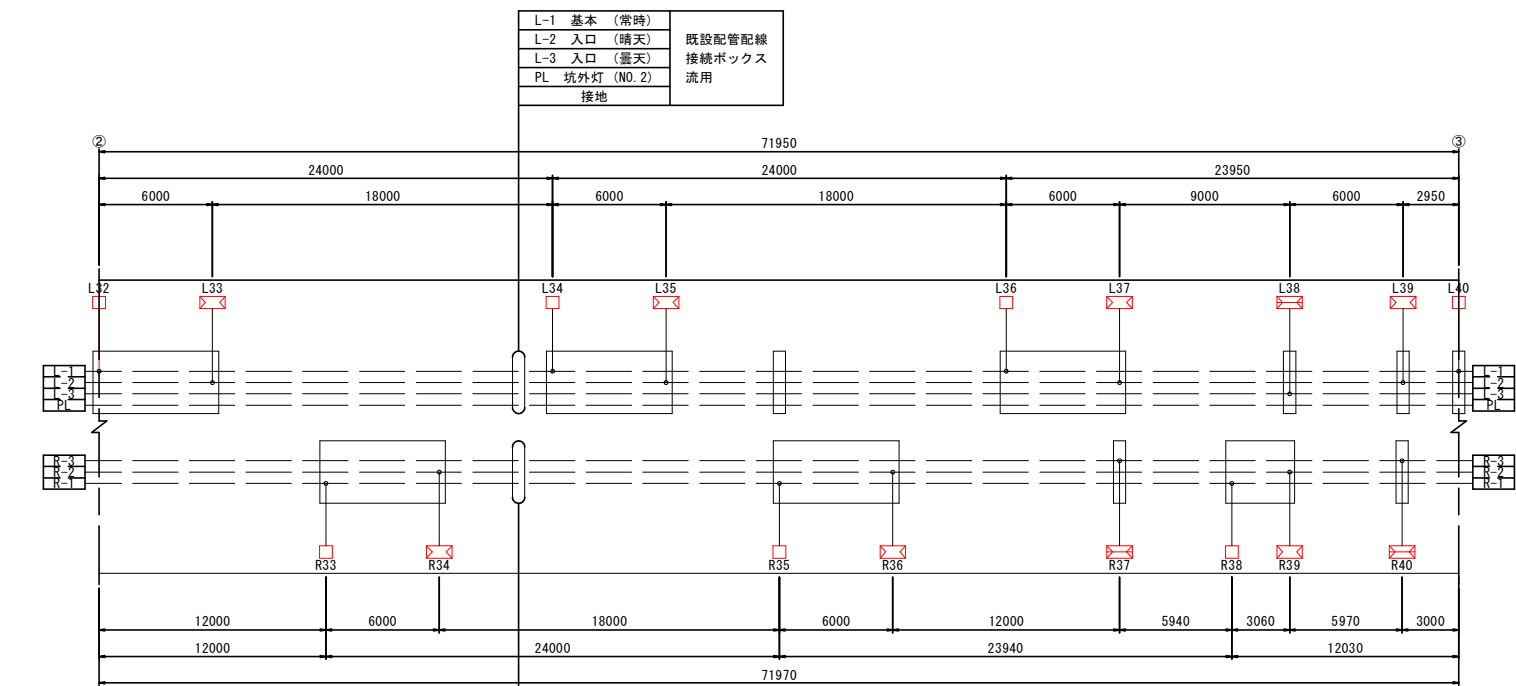 L-1 基本 (常時)
L-2 入口 (晴天)
L-3 入口 (曇天)
PL 坑外灯 (NO.2)
接地
既設配管配線
接続ボックス
流用
② 71950 ③
24000 24000 23950
6000 18000 6000 18000 6000 9000 6000 2950
L32 L33 L34 L35 L36 L37 L38 L39 L40
L-1 L-1
L-2 L-2
L-3 L-3
PL PL
R-3 R-3
R-2 R-2
R-1 R-1
R33 R34 R35 R36 R37 R38 R39 R40
12000 6000 18000 6000 12000 5940 3060 5970 3000
12000 24000 23940 12030
71970